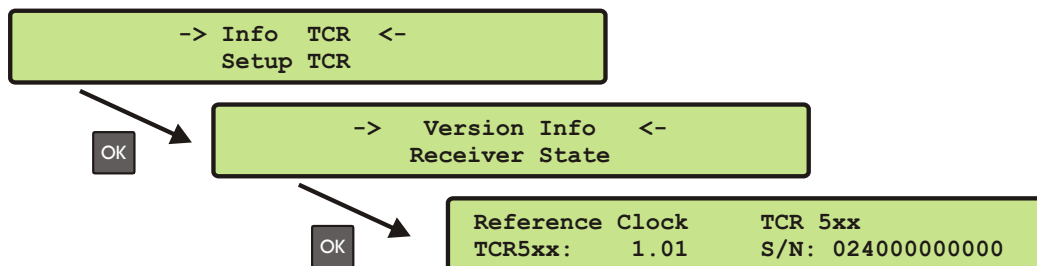 -> Info TCR <-
Setup TCR
OK
-> Version Info <-
Receiver State
OK
Reference Clock TCR 5xx
TCR5xx: 1.01 S/N: 024000000000